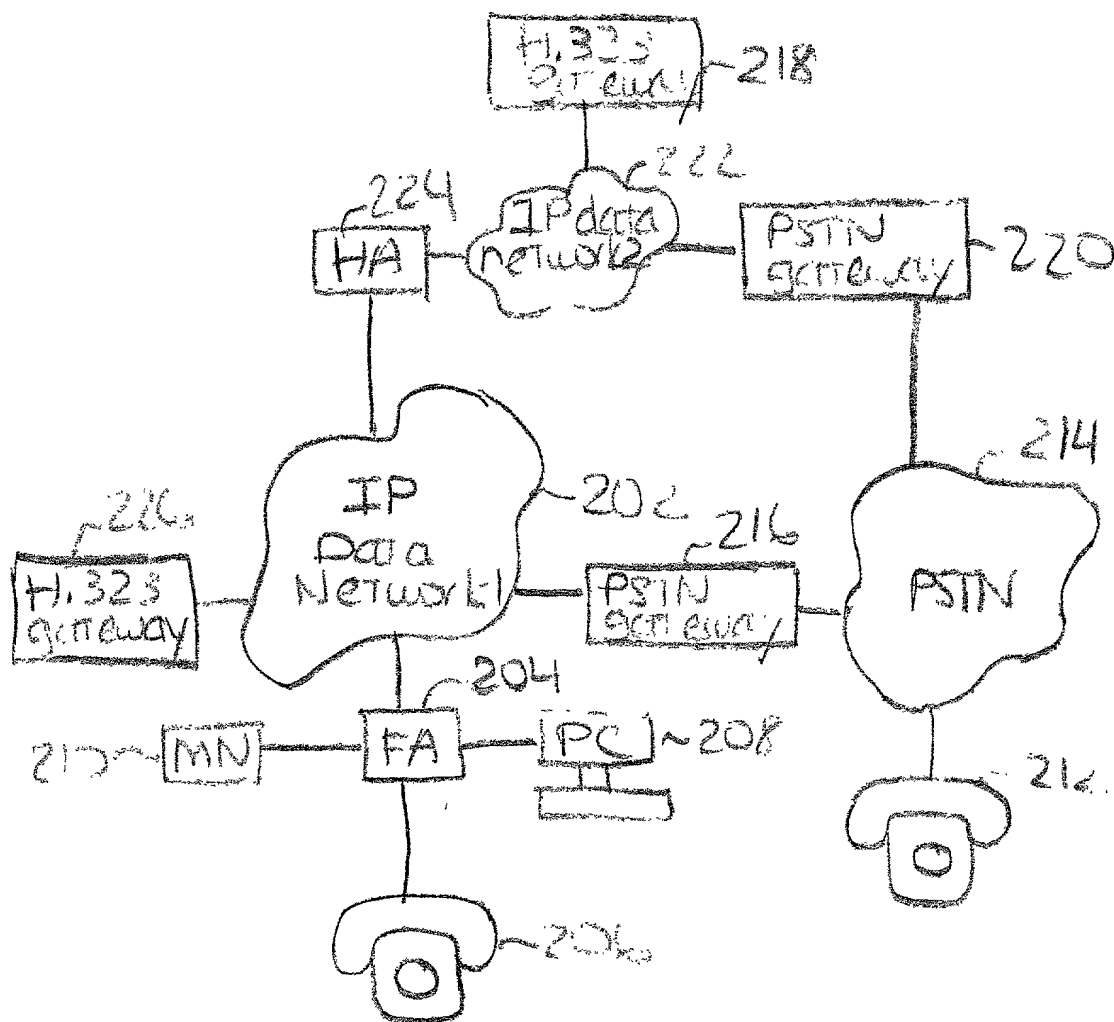 H.323
gateway
218
222
224
IP data
network2
HA
PSTN
gateway
220
214
IP
Data
Network1
202
226
216
H.323
gateway
PSTN
gateway
PSTN
204
MN
FA
PC
208
206